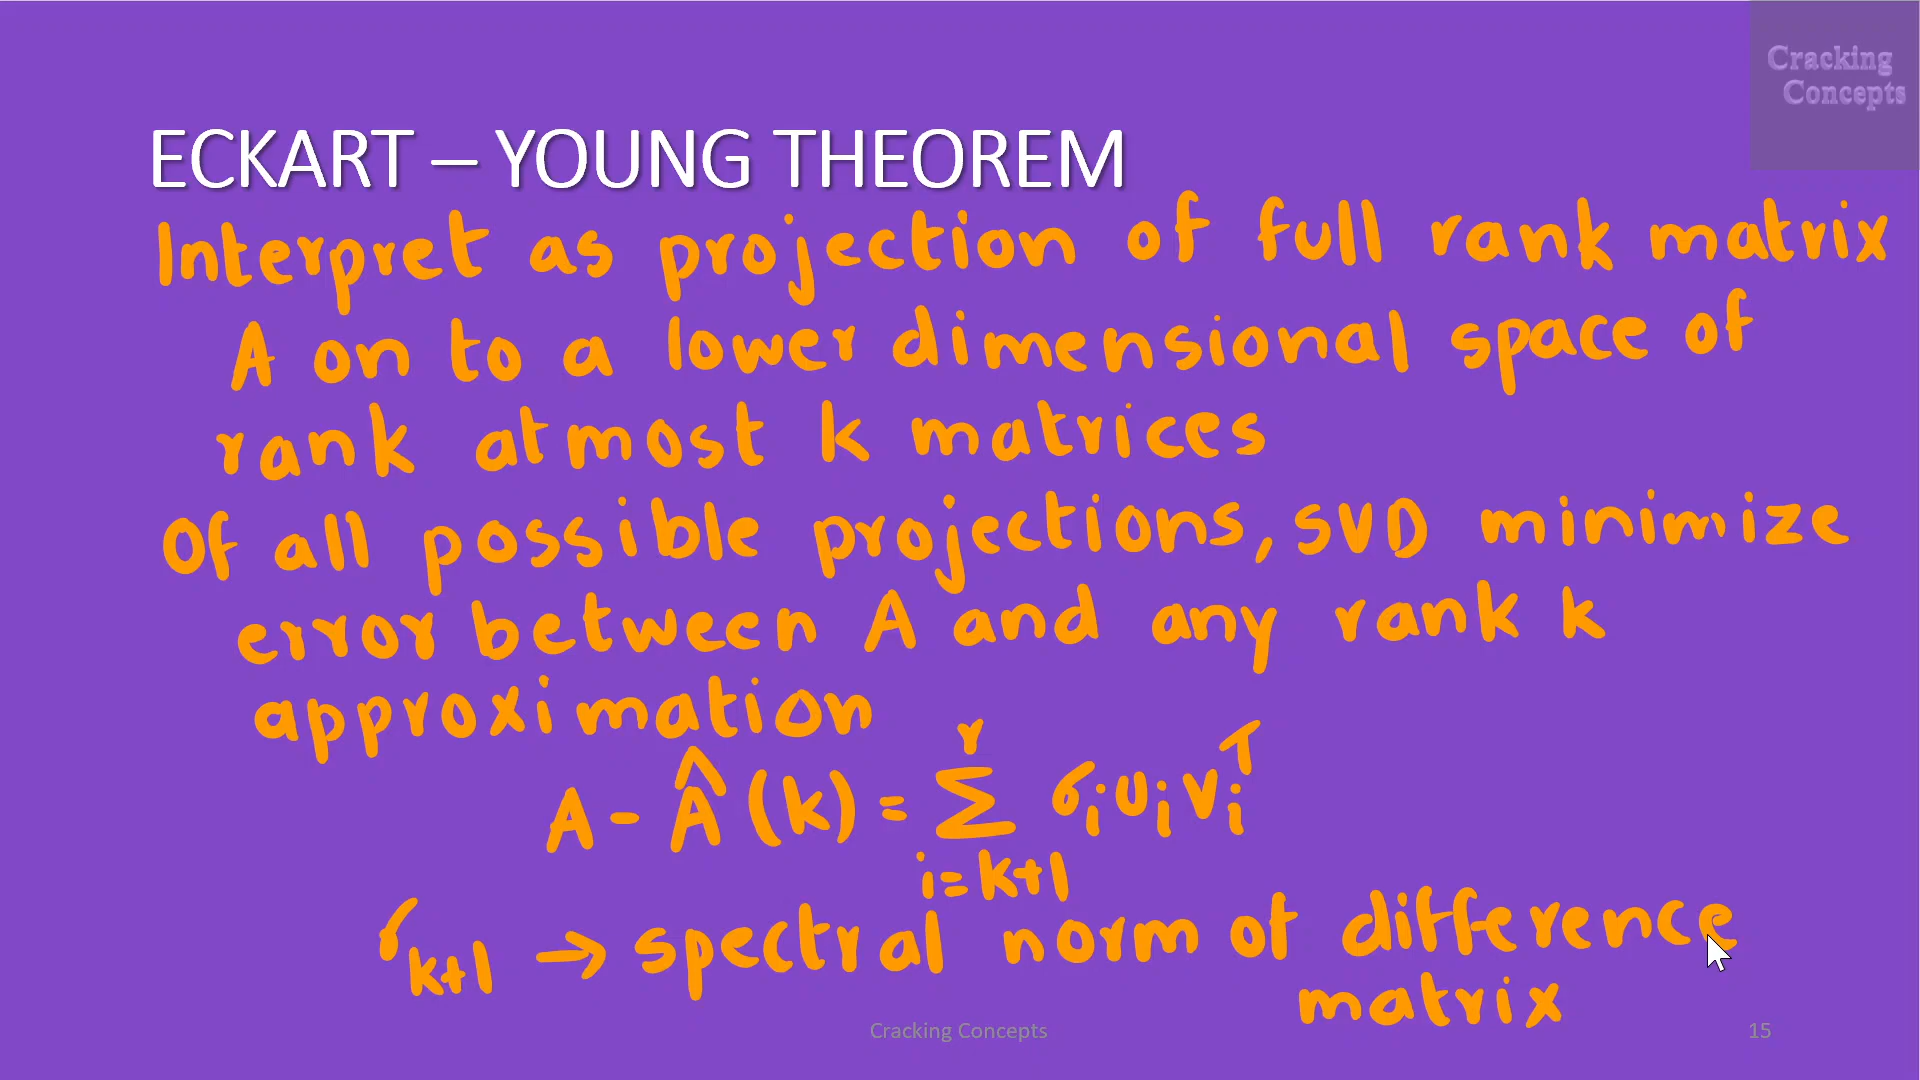 Cracking
Concepts
ECKART – YOUNG THEOREM
Interpret as projection of full rank matrix
A on to a lower dimensional space of
rank atmost k matrices
Of all possible projections, SVD minimize
error between A and any rank k
approximation
A - Â(k) = ∑_{i=k+1}^{r} σᵢuᵢvᵢᵀ
σₖ₊₁ → spectral norm of difference
matrix
Cracking Concepts
15